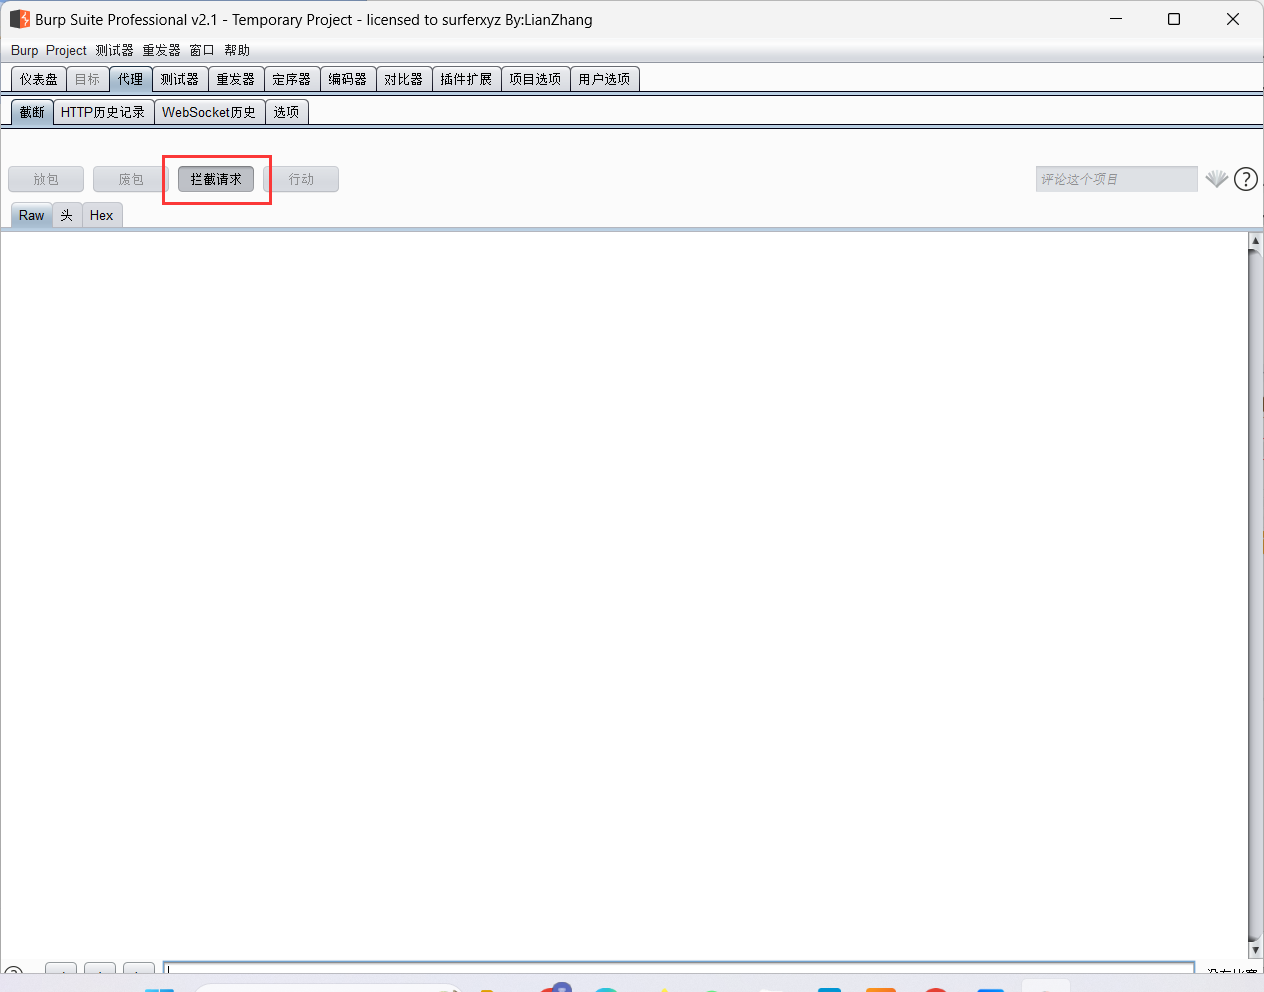 Burp Suite Professional v2.1 - Temporary Project - licensed to surferxyz By:LianZhang
Burp Project 测试器 重发器 窗口 帮助
仪表盘 目标 代理 测试器 重发器 定序器 编码器 对比器 插件扩展 项目选项 用户选项
截断 HTTP历史记录 WebSocket历史 选项
放包 废包 拦截请求 行动 评论这个项目 ?
Raw 头 Hex